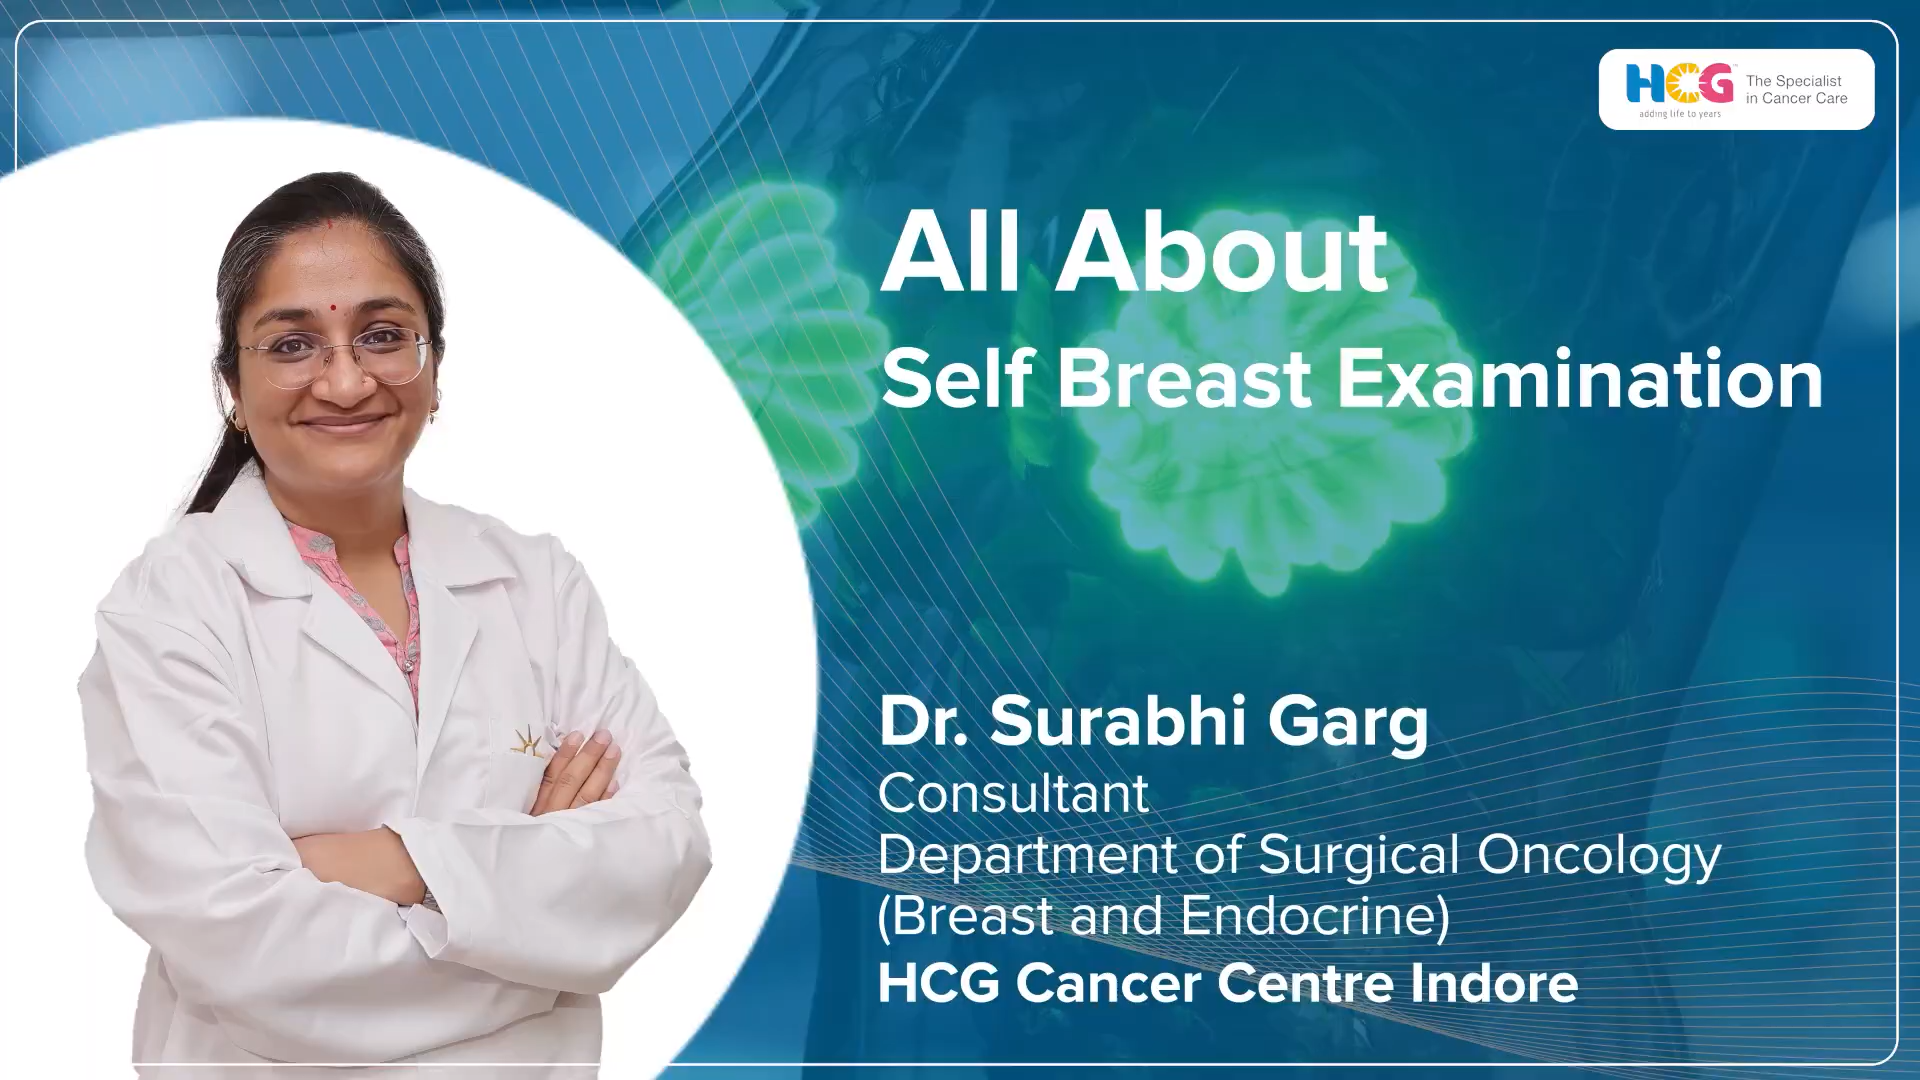 HCG
The Specialist
in Cancer Care
adding life to years
All About
Self Breast Examination
Dr. Surabhi Garg
Consultant
Department of Surgical Oncology
(Breast and Endocrine)
HCG Cancer Centre Indore